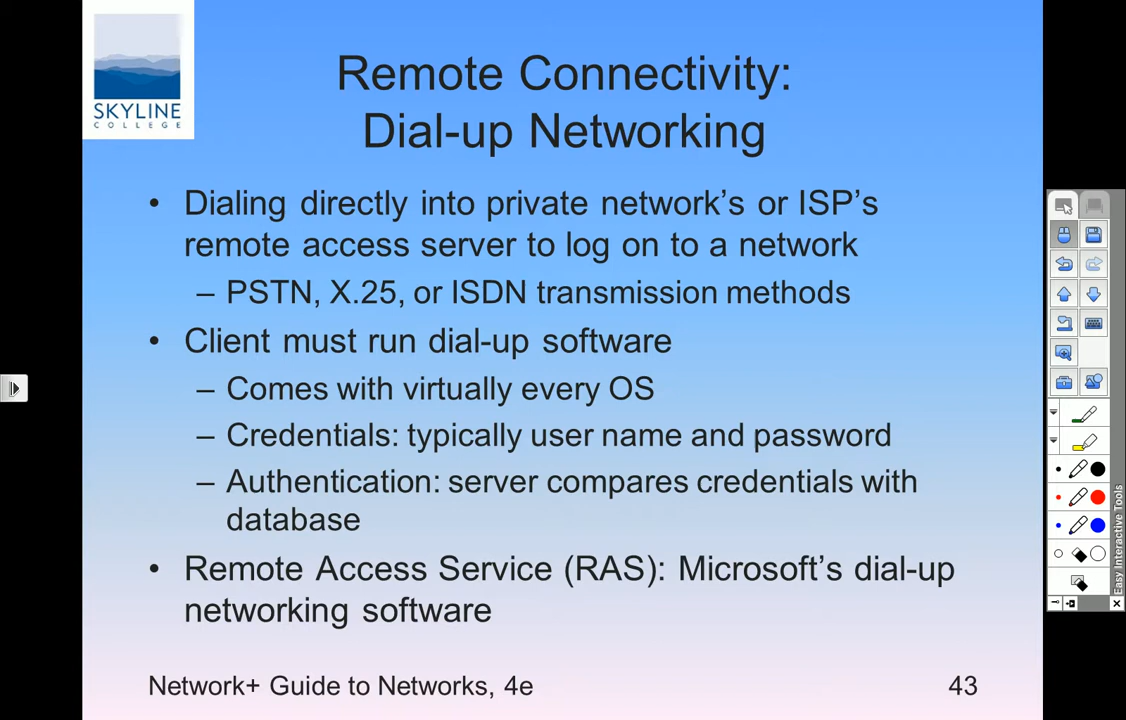 SKYLINE
COLLEGE
Remote Connectivity:
Dial-up Networking
• Dialing directly into private network’s or ISP’s
remote access server to log on to a network
– PSTN, X.25, or ISDN transmission methods
• Client must run dial-up software
– Comes with virtually every OS
– Credentials: typically user name and password
– Authentication: server compares credentials with
database
• Remote Access Service (RAS): Microsoft’s dial-up
networking software
Network+ Guide to Networks, 4e
43
Easy Interactive Tools